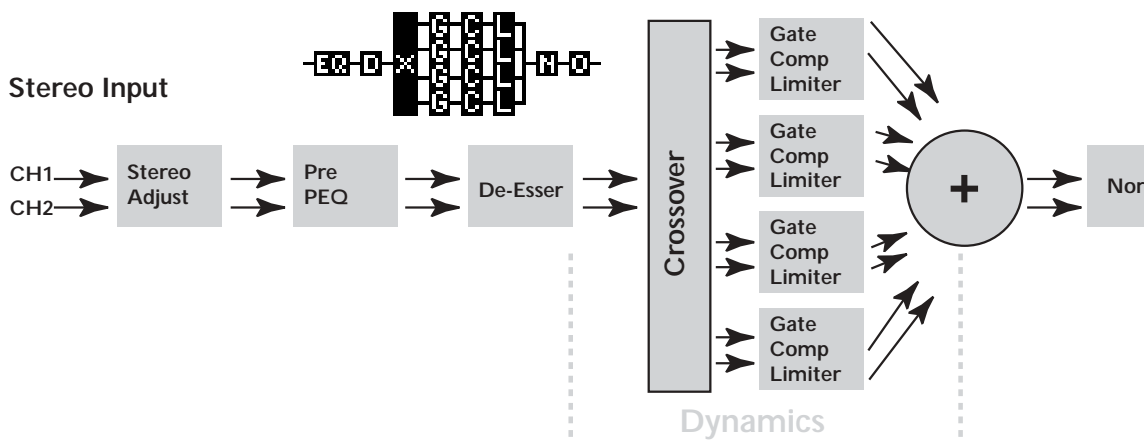 EQ D X G C L N O
G C L
G C L
G C L
Stereo Input
CH1
CH2
Stereo
Adjust
Pre
PEQ
De-Esser
Crossover
Gate
Comp
Limiter
Gate
Comp
Limiter
Gate
Comp
Limiter
Gate
Comp
Limiter
+
Nor
Dynamics